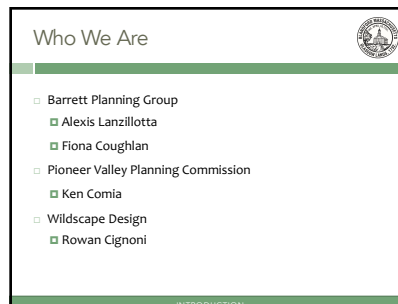 Who We Are
Barrett Planning Group
Alexis Lanzillotta
Fiona Coughlan
Pioneer Valley Planning Commission
Ken Comia
Wildscape Design
Rowan Cignoni
INTRODUCTION